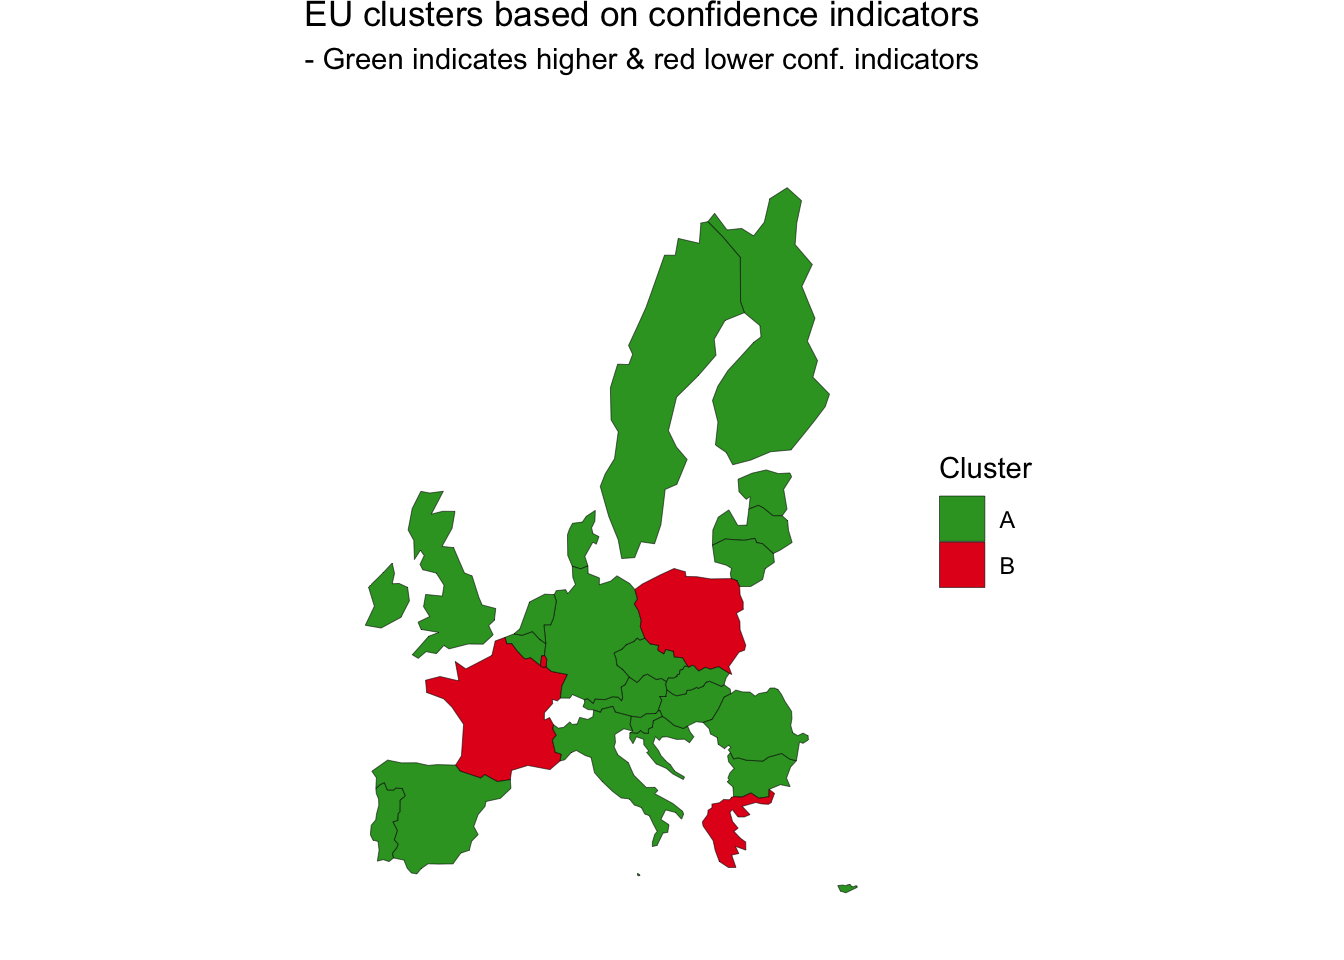 EU clusters based on confidence indicators
- Green indicates higher & red lower conf. indicators
Cluster
A
B